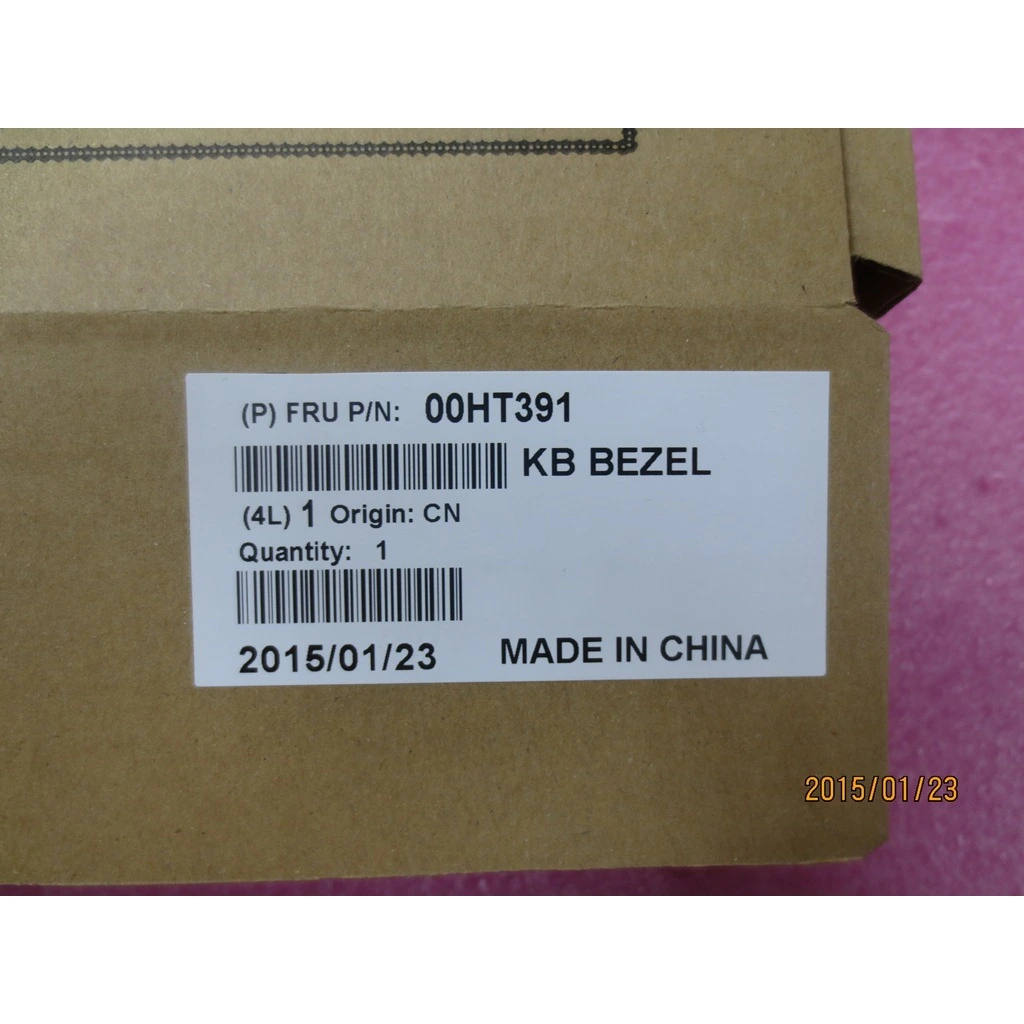 (P) FRU P/N: 00HT391
KB BEZEL
(4L) 1 Origin: CN
Quantity: 1
2015/01/23 MADE IN CHINA
2015/01/23